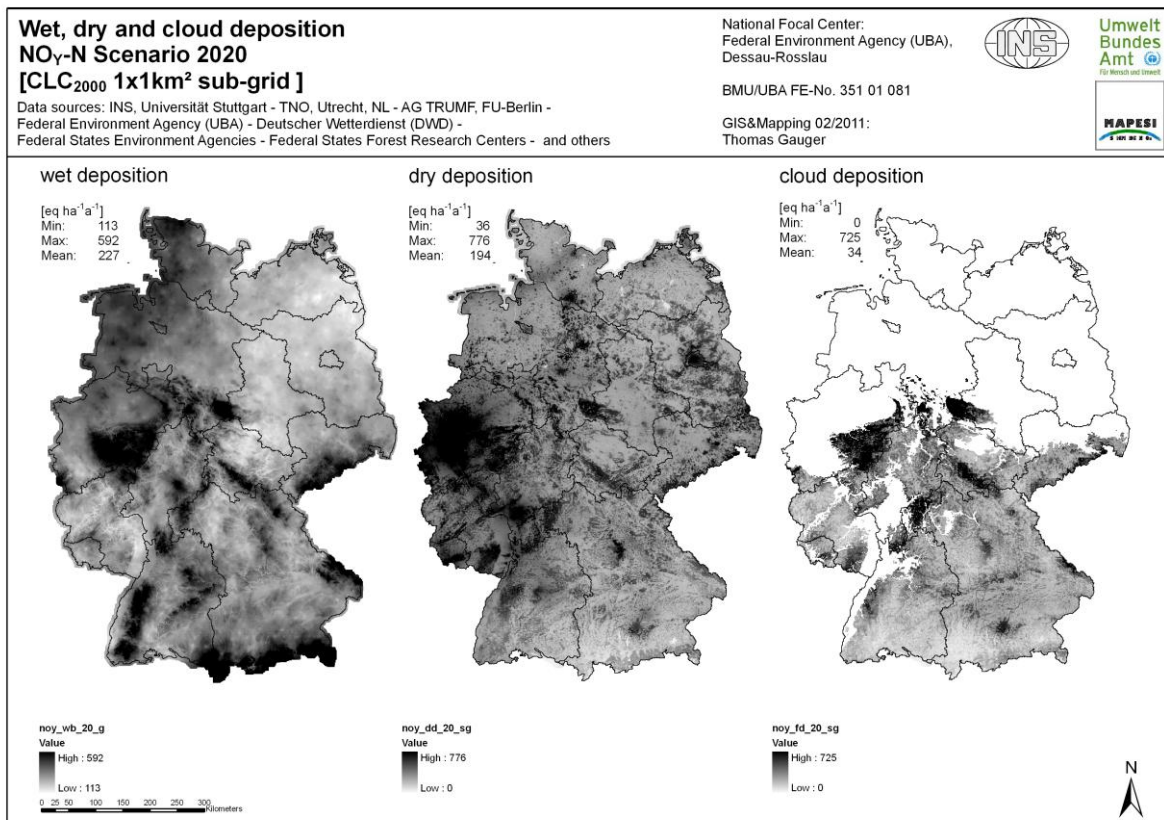 Wet, dry and cloud deposition
NOY-N Scenario 2020
[CLC2000 1x1km² sub-grid ]
Data sources: INS, Universität Stuttgart - TNO, Utrecht, NL - AG TRUMF, FU-Berlin -
Federal Environment Agency (UBA) - Deutscher Wetterdienst (DWD) -
Federal States Environment Agencies - Federal States Forest Research Centers - and others
National Focal Center:
Federal Environment Agency (UBA),
Dessau-Rosslau
BMU/UBA FE-No. 351 01 081
GIS&Mapping 02/2011:
Thomas Gauger
INS
Umwelt
Bundes
Amt
Für Mensch und Umwelt
MAPESI
wet deposition
[eq ha-1a-1]
Min: 113
Max: 592
Mean: 227
dry deposition
[eq ha-1a-1]
Min: 36
Max: 776
Mean: 194
cloud deposition
[eq ha-1a-1]
Min: 0
Max: 725
Mean: 34
noy_wb_20_g
Value
High : 592
Low : 113
0 25 50 100 150 200 250 300
Kilometers
noy_dd_20_sg
Value
High : 776
Low : 0
noy_fd_20_sg
Value
High : 725
Low : 0
N